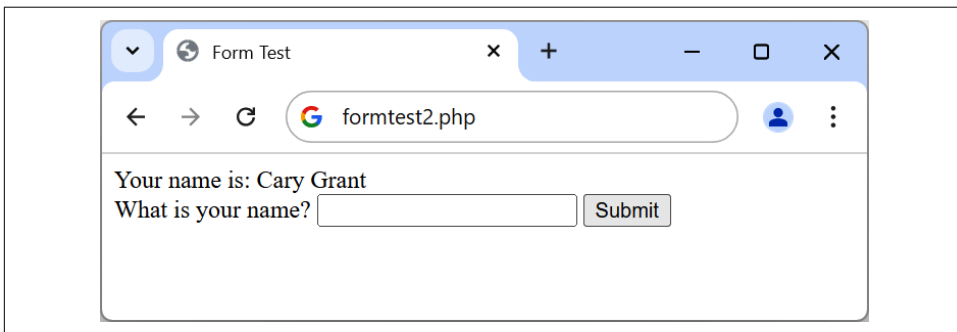 Form Test
formtest2.php
Your name is: Cary Grant
What is your name? Submit